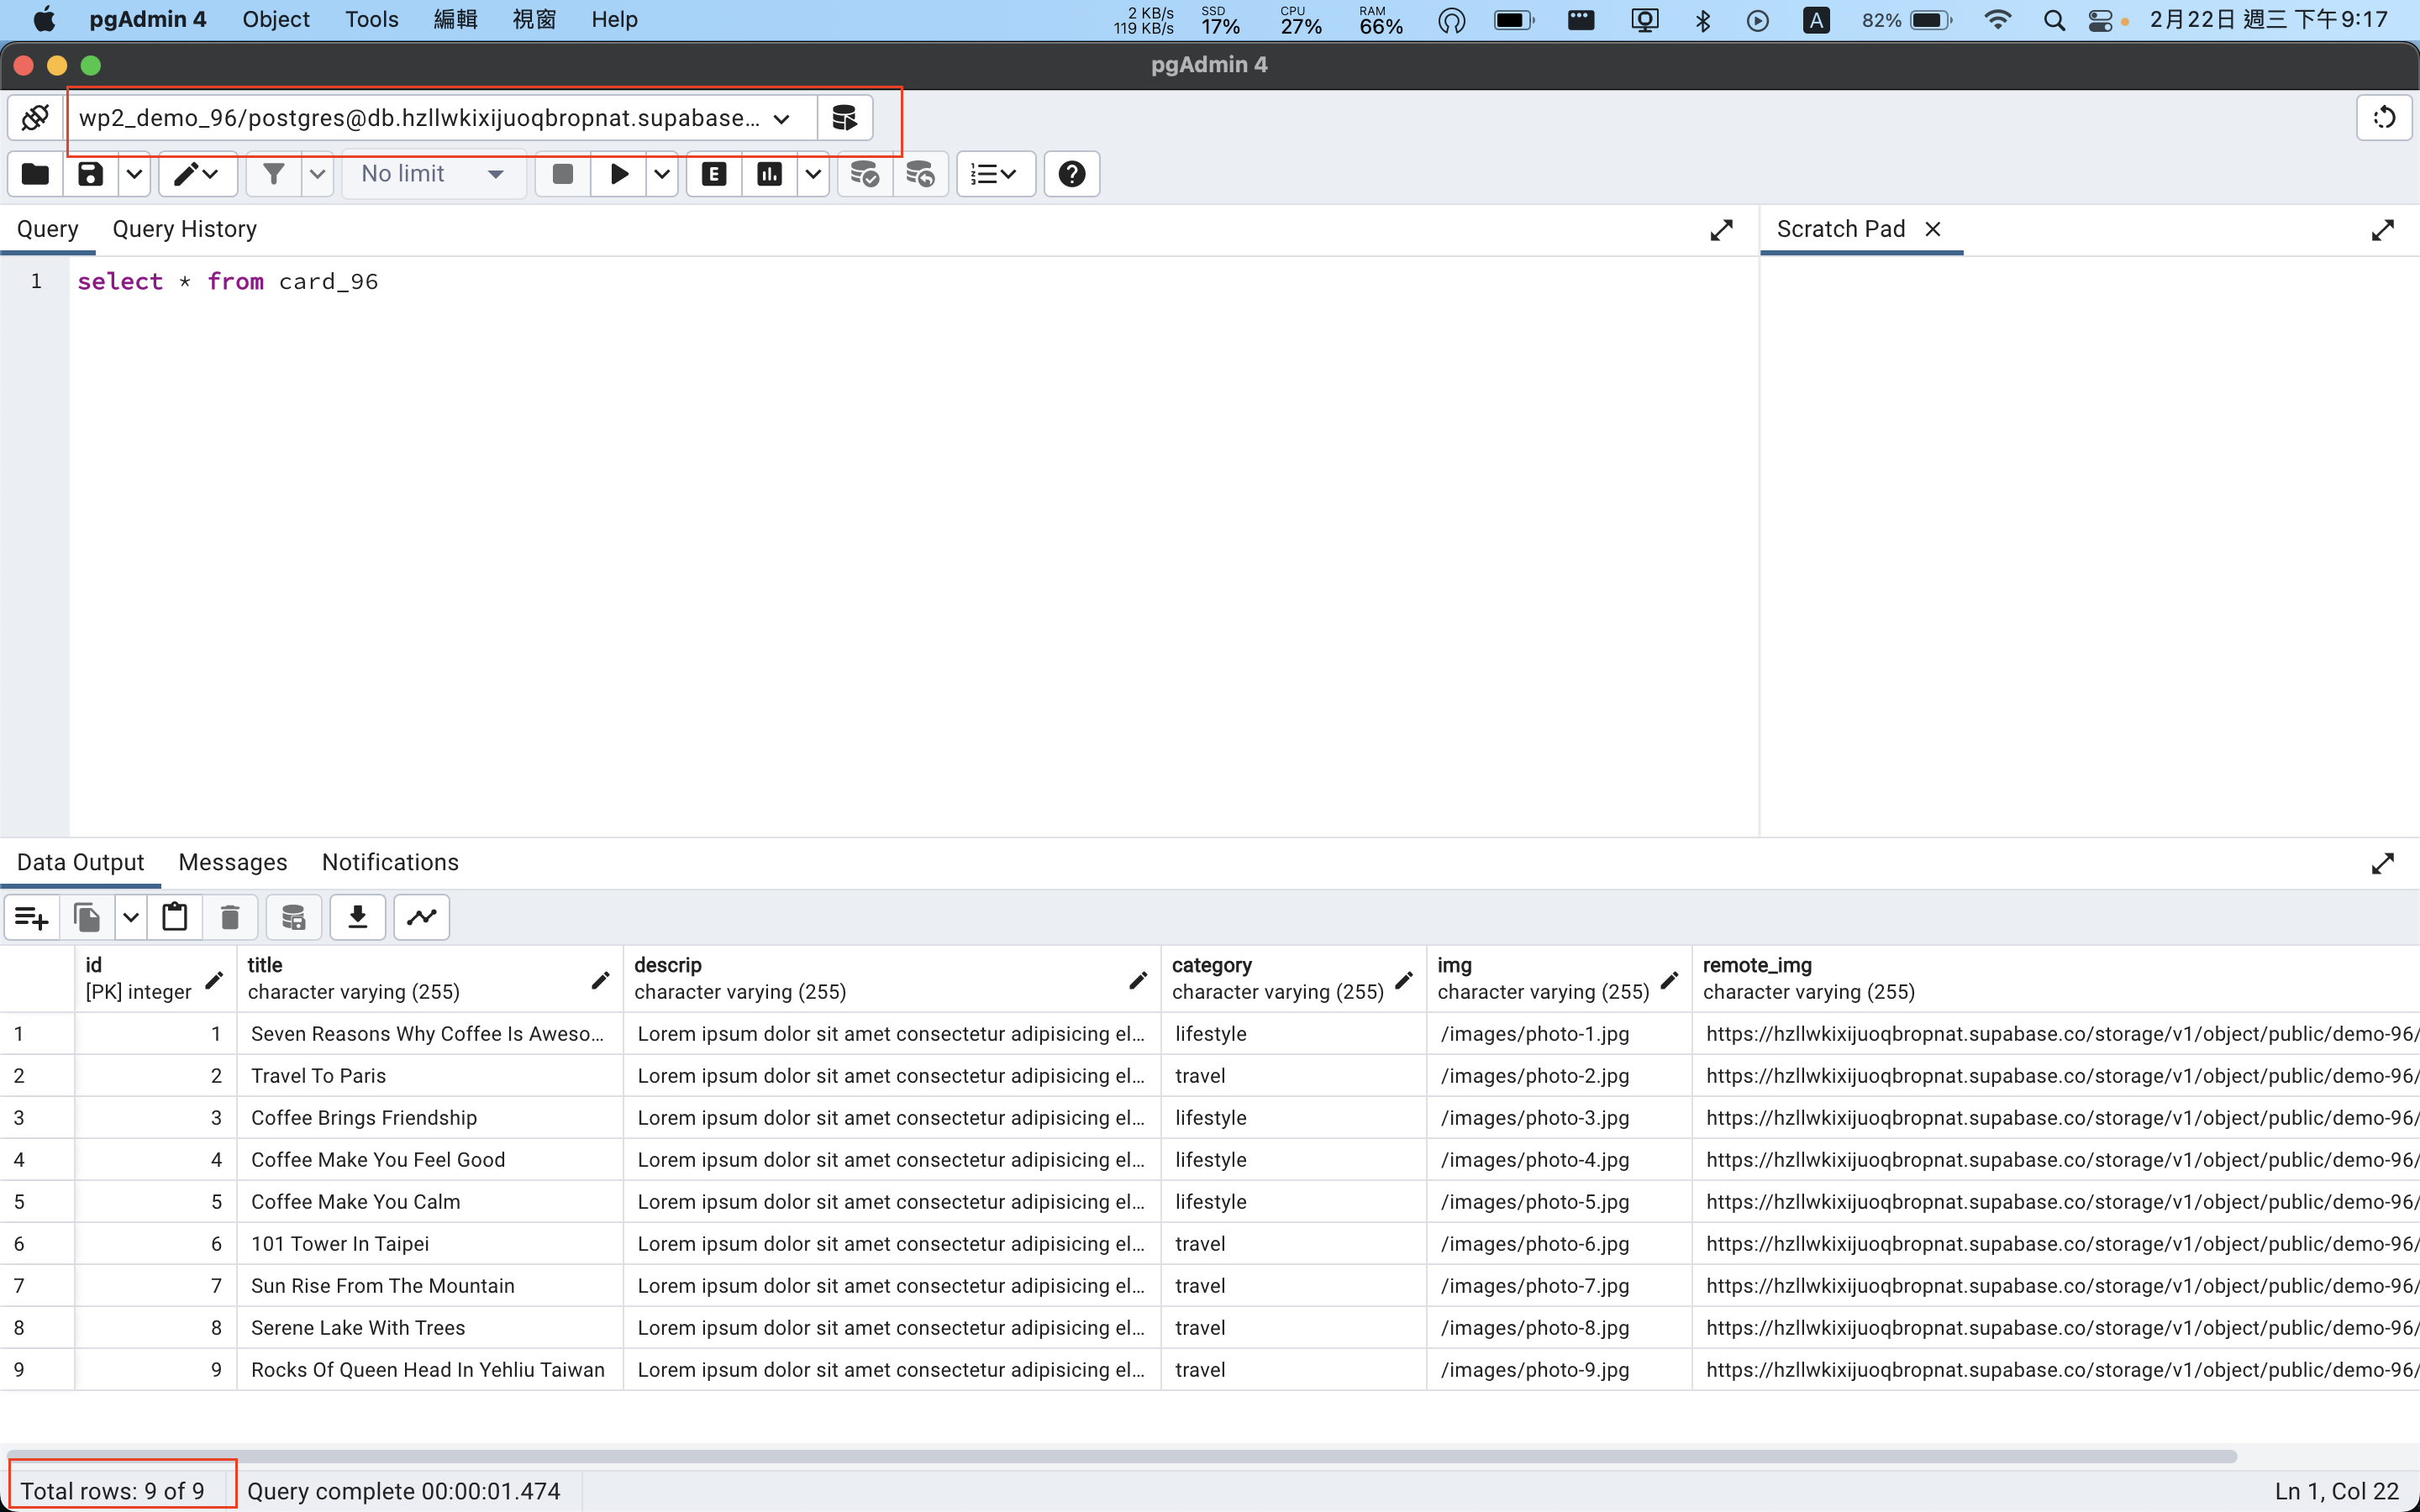 pgAdmin 4 Object Tools 編輯 視窗 Help 2 KB/s 119 KB/s SSD 17% CPU 27% RAM 66% A 82% 2月22日 週三 下午9:17
pgAdmin 4
wp2_demo_96/postgres@db.hzllwkixijuoqbropnat.supabase...
No limit E
Query Query History Scratch Pad
1 select * from card_96
Data Output Messages Notifications
id title descrip category img remote_img
[PK] integer character varying (255) character varying (255) character varying (255) character varying (255) character varying (255)
1 1 Seven Reasons Why Coffee Is Aweso... Lorem ipsum dolor sit amet consectetur adipisicing el... lifestyle /images/photo-1.jpg https://hzllwkixijuoqbropnat.supabase.co/storage/v1/object/public/demo-96/
2 2 Travel To Paris Lorem ipsum dolor sit amet consectetur adipisicing el... travel /images/photo-2.jpg https://hzllwkixijuoqbropnat.supabase.co/storage/v1/object/public/demo-96/
3 3 Coffee Brings Friendship Lorem ipsum dolor sit amet consectetur adipisicing el... lifestyle /images/photo-3.jpg https://hzllwkixijuoqbropnat.supabase.co/storage/v1/object/public/demo-96/
4 4 Coffee Make You Feel Good Lorem ipsum dolor sit amet consectetur adipisicing el... lifestyle /images/photo-4.jpg https://hzllwkixijuoqbropnat.supabase.co/storage/v1/object/public/demo-96/
5 5 Coffee Make You Calm Lorem ipsum dolor sit amet consectetur adipisicing el... lifestyle /images/photo-5.jpg https://hzllwkixijuoqbropnat.supabase.co/storage/v1/object/public/demo-96/
6 6 101 Tower In Taipei Lorem ipsum dolor sit amet consectetur adipisicing el... travel /images/photo-6.jpg https://hzllwkixijuoqbropnat.supabase.co/storage/v1/object/public/demo-96/
7 7 Sun Rise From The Mountain Lorem ipsum dolor sit amet consectetur adipisicing el... travel /images/photo-7.jpg https://hzllwkixijuoqbropnat.supabase.co/storage/v1/object/public/demo-96/
8 8 Serene Lake With Trees Lorem ipsum dolor sit amet consectetur adipisicing el... travel /images/photo-8.jpg https://hzllwkixijuoqbropnat.supabase.co/storage/v1/object/public/demo-96/
9 9 Rocks Of Queen Head In Yehliu Taiwan Lorem ipsum dolor sit amet consectetur adipisicing el... travel /images/photo-9.jpg https://hzllwkixijuoqbropnat.supabase.co/storage/v1/object/public/demo-96/
Total rows: 9 of 9 Query complete 00:00:01.474 Ln 1, Col 22